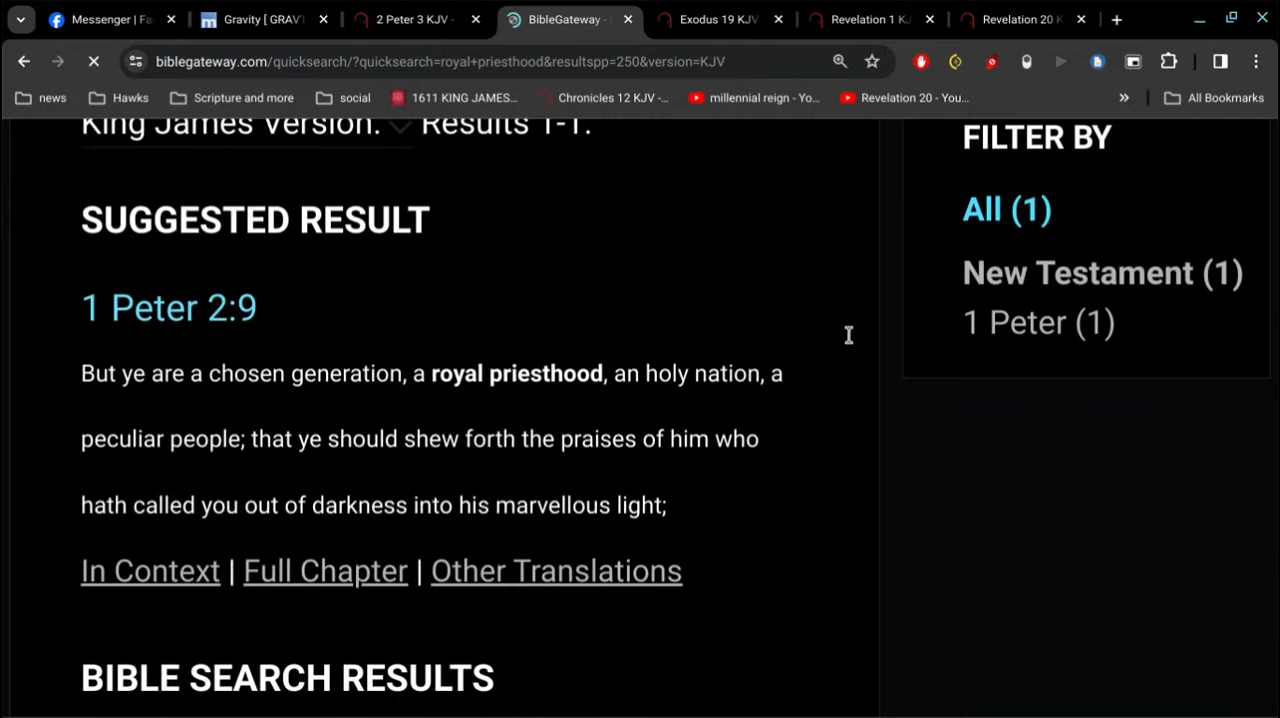 Messenger | Fa
Gravity [ GRAV'I
2 Peter 3 KJV -
BibleGateway -
Exodus 19 KJV
Revelation 1 KJ
Revelation 20 K
biblegateway.com/quicksearch/?quicksearch=royal+priesthood&resultspp=250&version=KJV
news
Hawks
Scripture and more
social
1611 KING JAMES...
Chronicles 12 KJV -...
millennial reign - Yo...
Revelation 20 - You...
»
All Bookmarks
King James Version. Results 1-1.
SUGGESTED RESULT
1 Peter 2:9
But ye are a chosen generation, a royal priesthood, an holy nation, a
peculiar people; that ye should shew forth the praises of him who
hath called you out of darkness into his marvellous light;
In Context | Full Chapter | Other Translations
BIBLE SEARCH RESULTS
FILTER BY
All (1)
New Testament (1)
1 Peter (1)